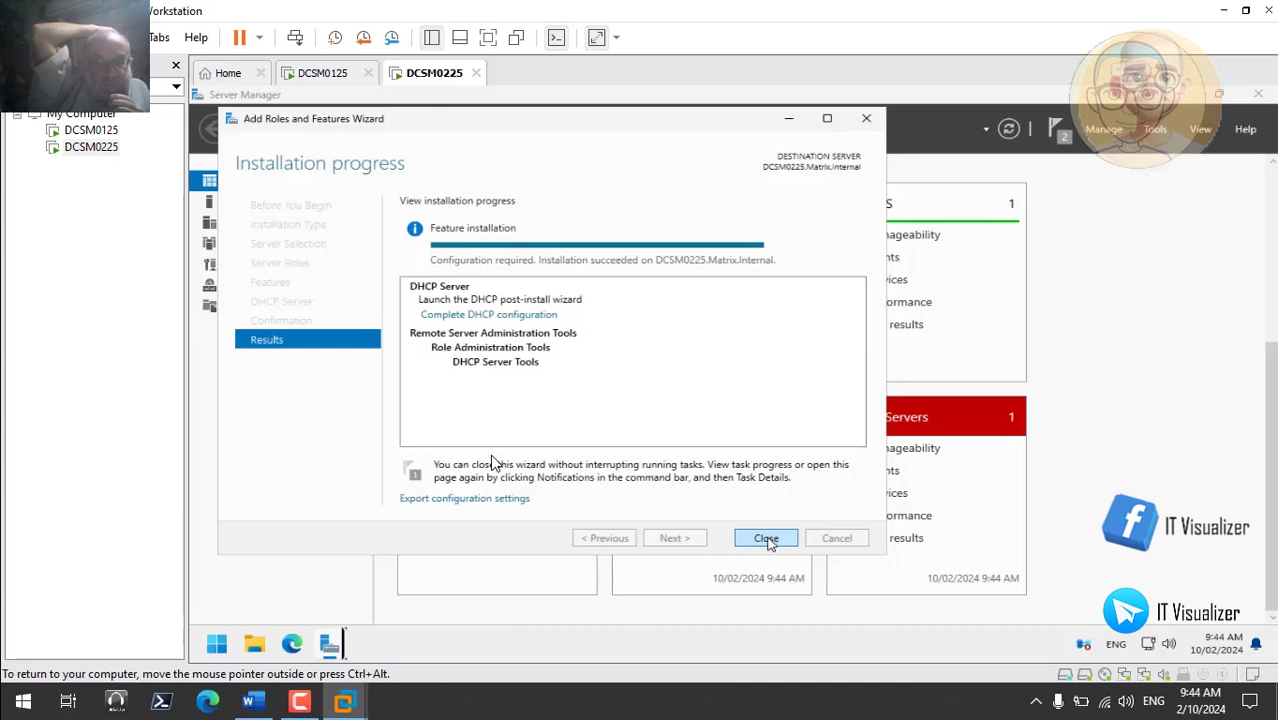 Workstation
Tabs Help
Home DCSM0125 DCSM0225
My Computer
DCSM0125
DCSM0225
Server Manager
2 Manage Tools View Help
Add Roles and Features Wizard
Installation progress
DESTINATION SERVER
DCSM0225.Matrix.Internal
Before You Begin
Installation Type
Server Selection
Server Roles
Features
DHCP Server
Confirmation
Results
View installation progress
Feature installation
Configuration required. Installation succeeded on DCSM0225.Matrix.Internal.
DHCP Server
Launch the DHCP post-install wizard
Complete DHCP configuration
Remote Server Administration Tools
Role Administration Tools
DHCP Server Tools
1
You can close this wizard without interrupting running tasks. View task progress or open this
page again by clicking Notifications in the command bar, and then Task Details.
Export configuration settings
< Previous Next > Close Cancel
S 1
nageability
nts
vices
ormance
results
Servers 1
nageability
nts
vices
ormance
results
10/02/2024 9:44 AM 10/02/2024 9:44 AM
IT Visualizer
IT Visualizer
ENG 9:44 AM
10/02/2024
To return to your computer, move the mouse pointer outside or press Ctrl+Alt.
ENG 9:44 AM
2/10/2024